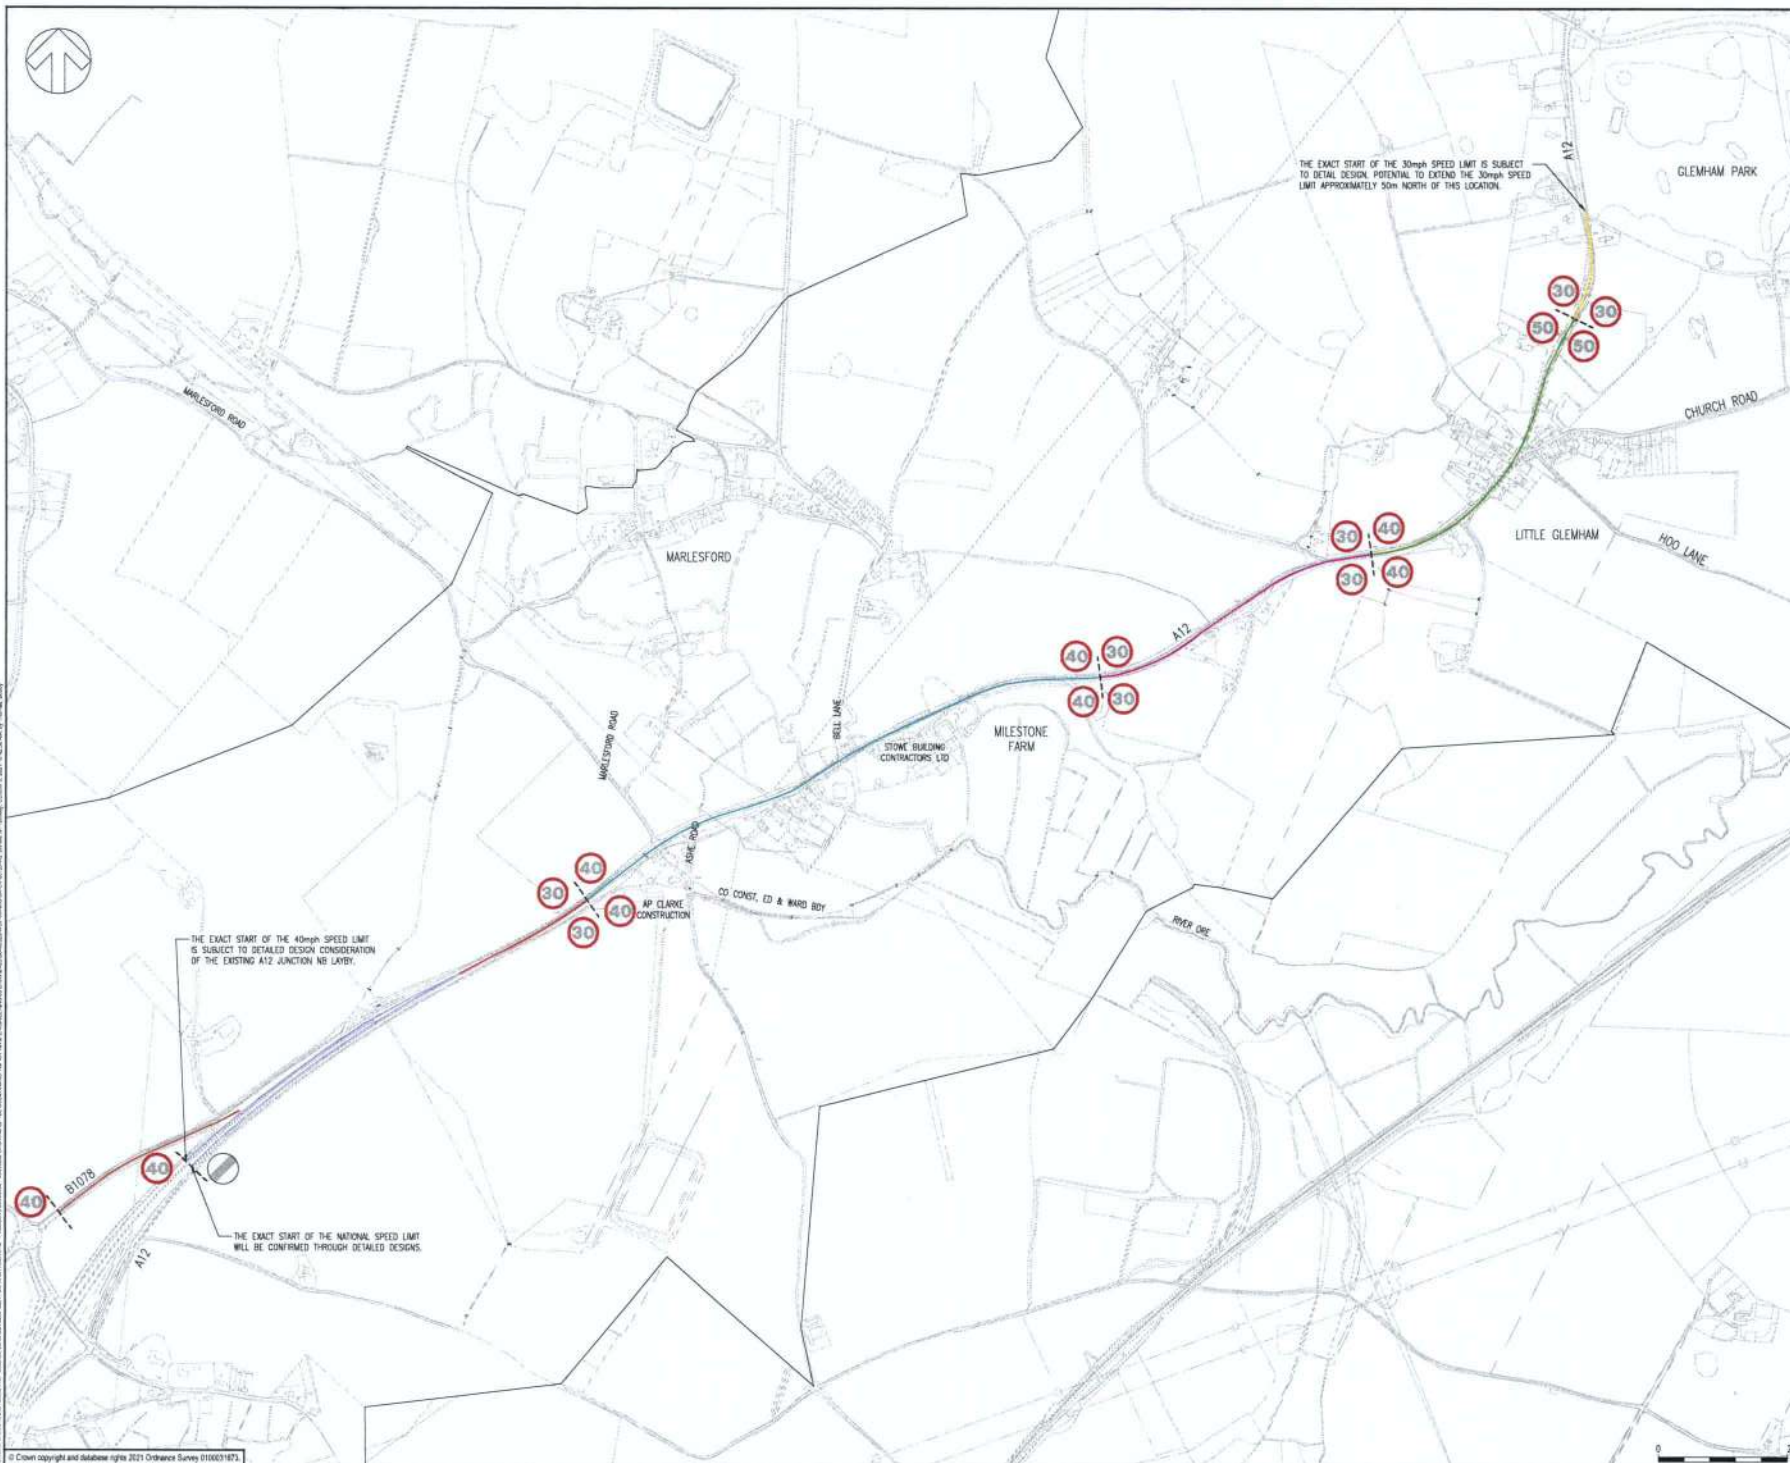 THE EXACT START OF THE 30mph SPEED LIMIT IS SUBJECT
TO DETAIL DESIGN. POTENTIAL TO EXTEND THE 30mph SPEED
LIMIT APPROXIMATELY 50m NORTH OF THIS LOCATION.
A12
GLEMHAM PARK
30
30
50
50
CHURCH ROAD
MARLESFORD ROAD
LITTLE GLEMHAM
HOO LANE
30
40
30
40
MARLESFORD
A12
40
30
40
30
BELL LANE
MILESTONE
FARM
STOWE BUILDING
CONTRACTORS LTD
MARLESFORD ROAD
ASHE ROAD
40
30
40
30
AP CLARKE
CONSTRUCTION
CO CONST, ED & WARD BDY
RIVER ORE
THE EXACT START OF THE 40mph SPEED LIMIT
IS SUBJECT TO DETAILED DESIGN CONSIDERATION
OF THE EXISTING A12 JUNCTION NB LAYBY.
40
40
B1078
A12
THE EXACT START OF THE NATIONAL SPEED LIMIT
WILL BE CONFIRMED THROUGH DETAILED DESIGNS.
0
© Crown copyright and database rights 2021 Ordnance Survey 0100031673.